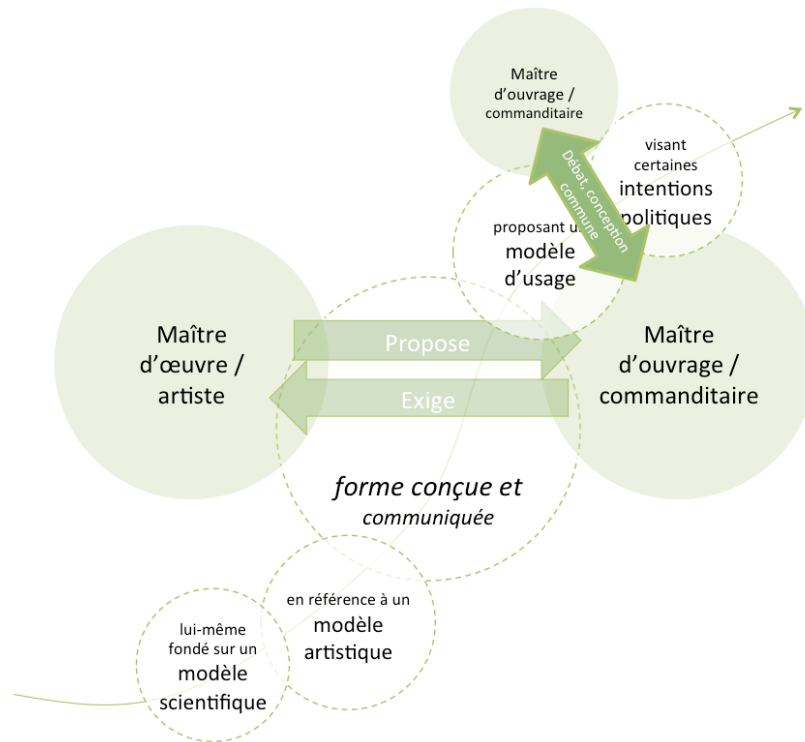 Maître
d'ouvrage /
commanditaire
visant
certaines
intentions
politiques
Débat, conception
commune
proposant un
modèle
d'usage
Maître
d'œuvre /
artiste
Propose
Exige
Maître
d'ouvrage /
commanditaire
forme conçue et
communiquée
en référence à un
modèle
artistique
lui-même
fondé sur un
modèle
scientifique